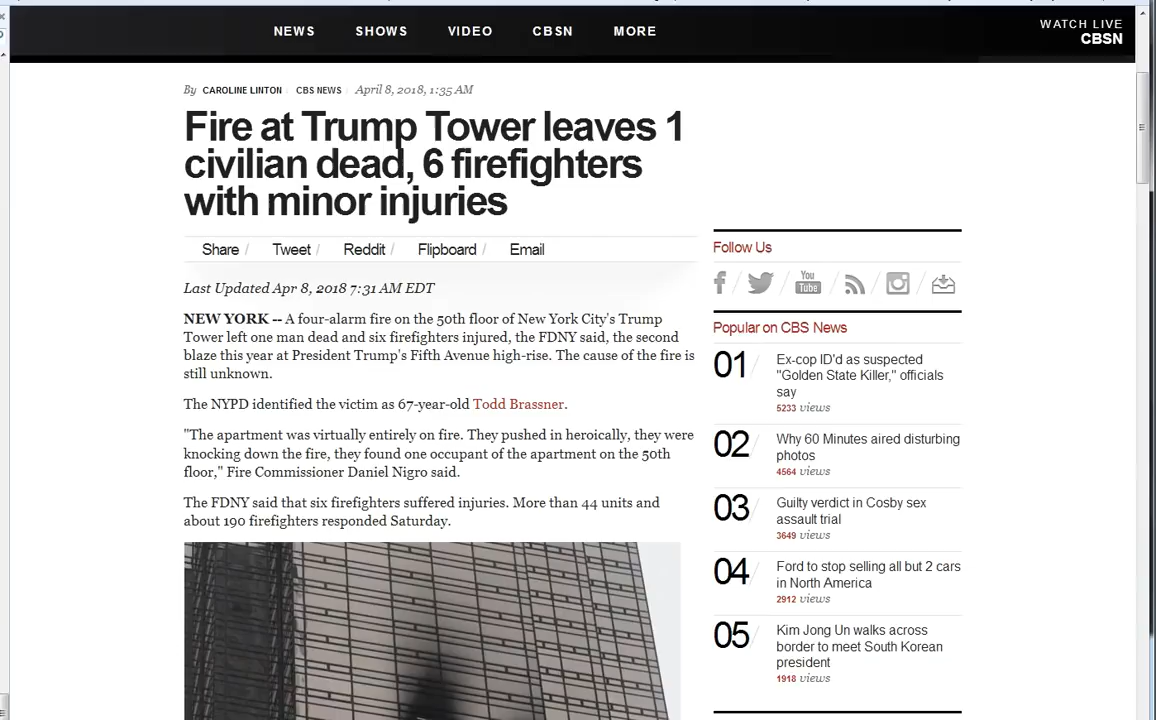 NEWS SHOWS VIDEO CBSN MORE
WATCH LIVE
CBSN
By CAROLINE LINTON / CBS NEWS / April 8, 2018, 1:35 AM
Fire at Trump Tower leaves 1
civilian dead, 6 firefighters
with minor injuries
Share / Tweet / Reddit / Flipboard / Email
Last Updated Apr 8, 2018 7:31 AM EDT
NEW YORK -- A four-alarm fire on the 50th floor of New York City's Trump
Tower left one man dead and six firefighters injured, the FDNY said, the second
blaze this year at President Trump's Fifth Avenue high-rise. The cause of the fire is
still unknown.
The NYPD identified the victim as 67-year-old Todd Brassner.
"The apartment was virtually entirely on fire. They pushed in heroically, they were
knocking down the fire, they found one occupant of the apartment on the 50th
floor," Fire Commissioner Daniel Nigro said.
The FDNY said that six firefighters suffered injuries. More than 44 units and
about 190 firefighters responded Saturday.
Follow Us
You
Tube
Popular on CBS News
01 / Ex-cop ID'd as suspected
"Golden State Killer," officials
say
5233 views
02 / Why 60 Minutes aired disturbing
photos
4564 views
03 / Guilty verdict in Cosby sex
assault trial
3649 views
04 / Ford to stop selling all but 2 cars
in North America
2912 views
05 / Kim Jong Un walks across
border to meet South Korean
president
1918 views